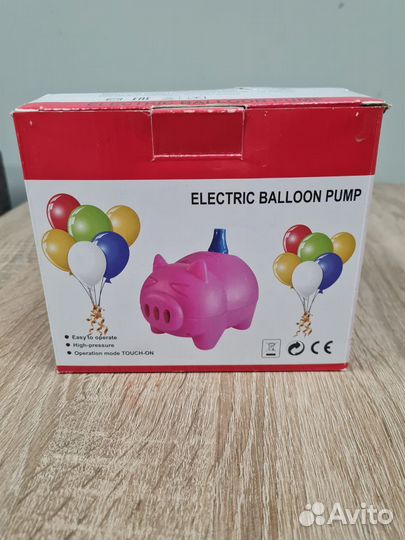 ELECTRIC BALLOON PUMP
Easy to operate
High-pressure
Operation mode TOUCH-ON
CE
Avito